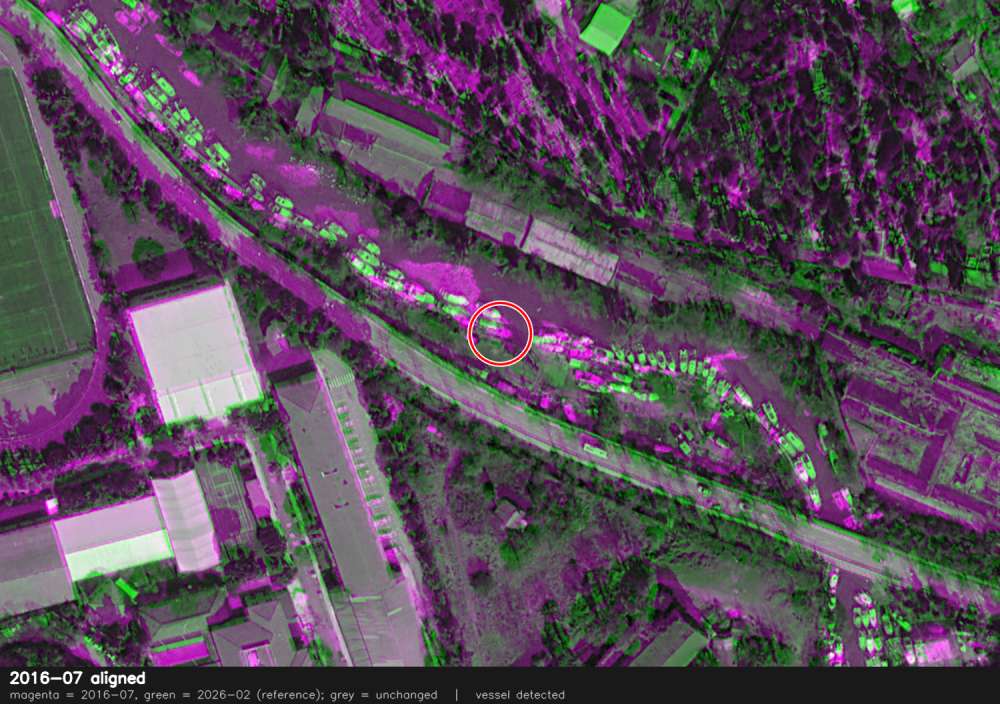 2016-07 aligned
magenta = 2016-07, green = 2026-02 (reference); grey = unchanged | vessel detected